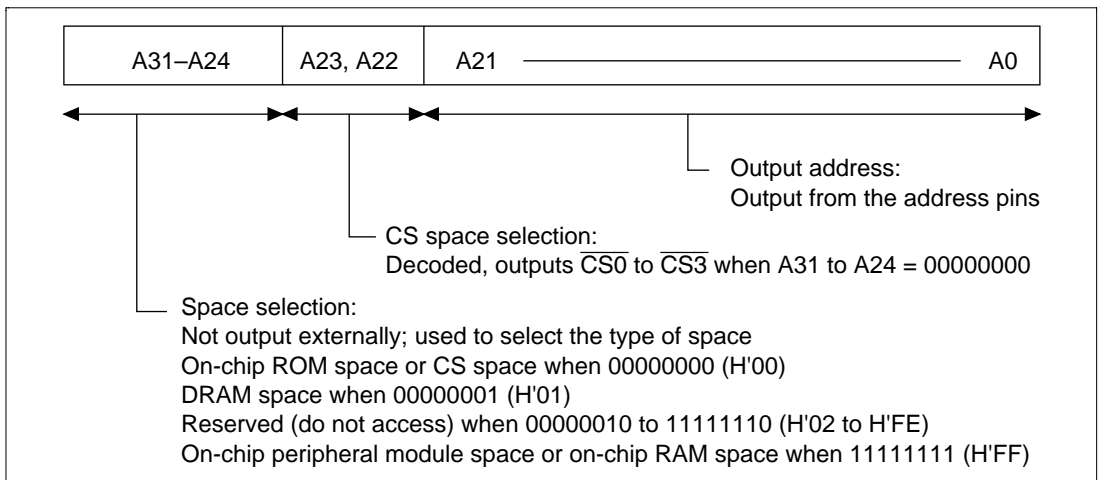 A31–A24 A23, A22 A21 A0
Output address:
Output from the address pins
CS space selection:
Decoded, outputs C̅S̅0̅ to C̅S̅3̅ when A31 to A24 = 00000000
Space selection:
Not output externally; used to select the type of space
On-chip ROM space or CS space when 00000000 (H'00)
DRAM space when 00000001 (H'01)
Reserved (do not access) when 00000010 to 11111110 (H'02 to H'FE)
On-chip peripheral module space or on-chip RAM space when 11111111 (H'FF)